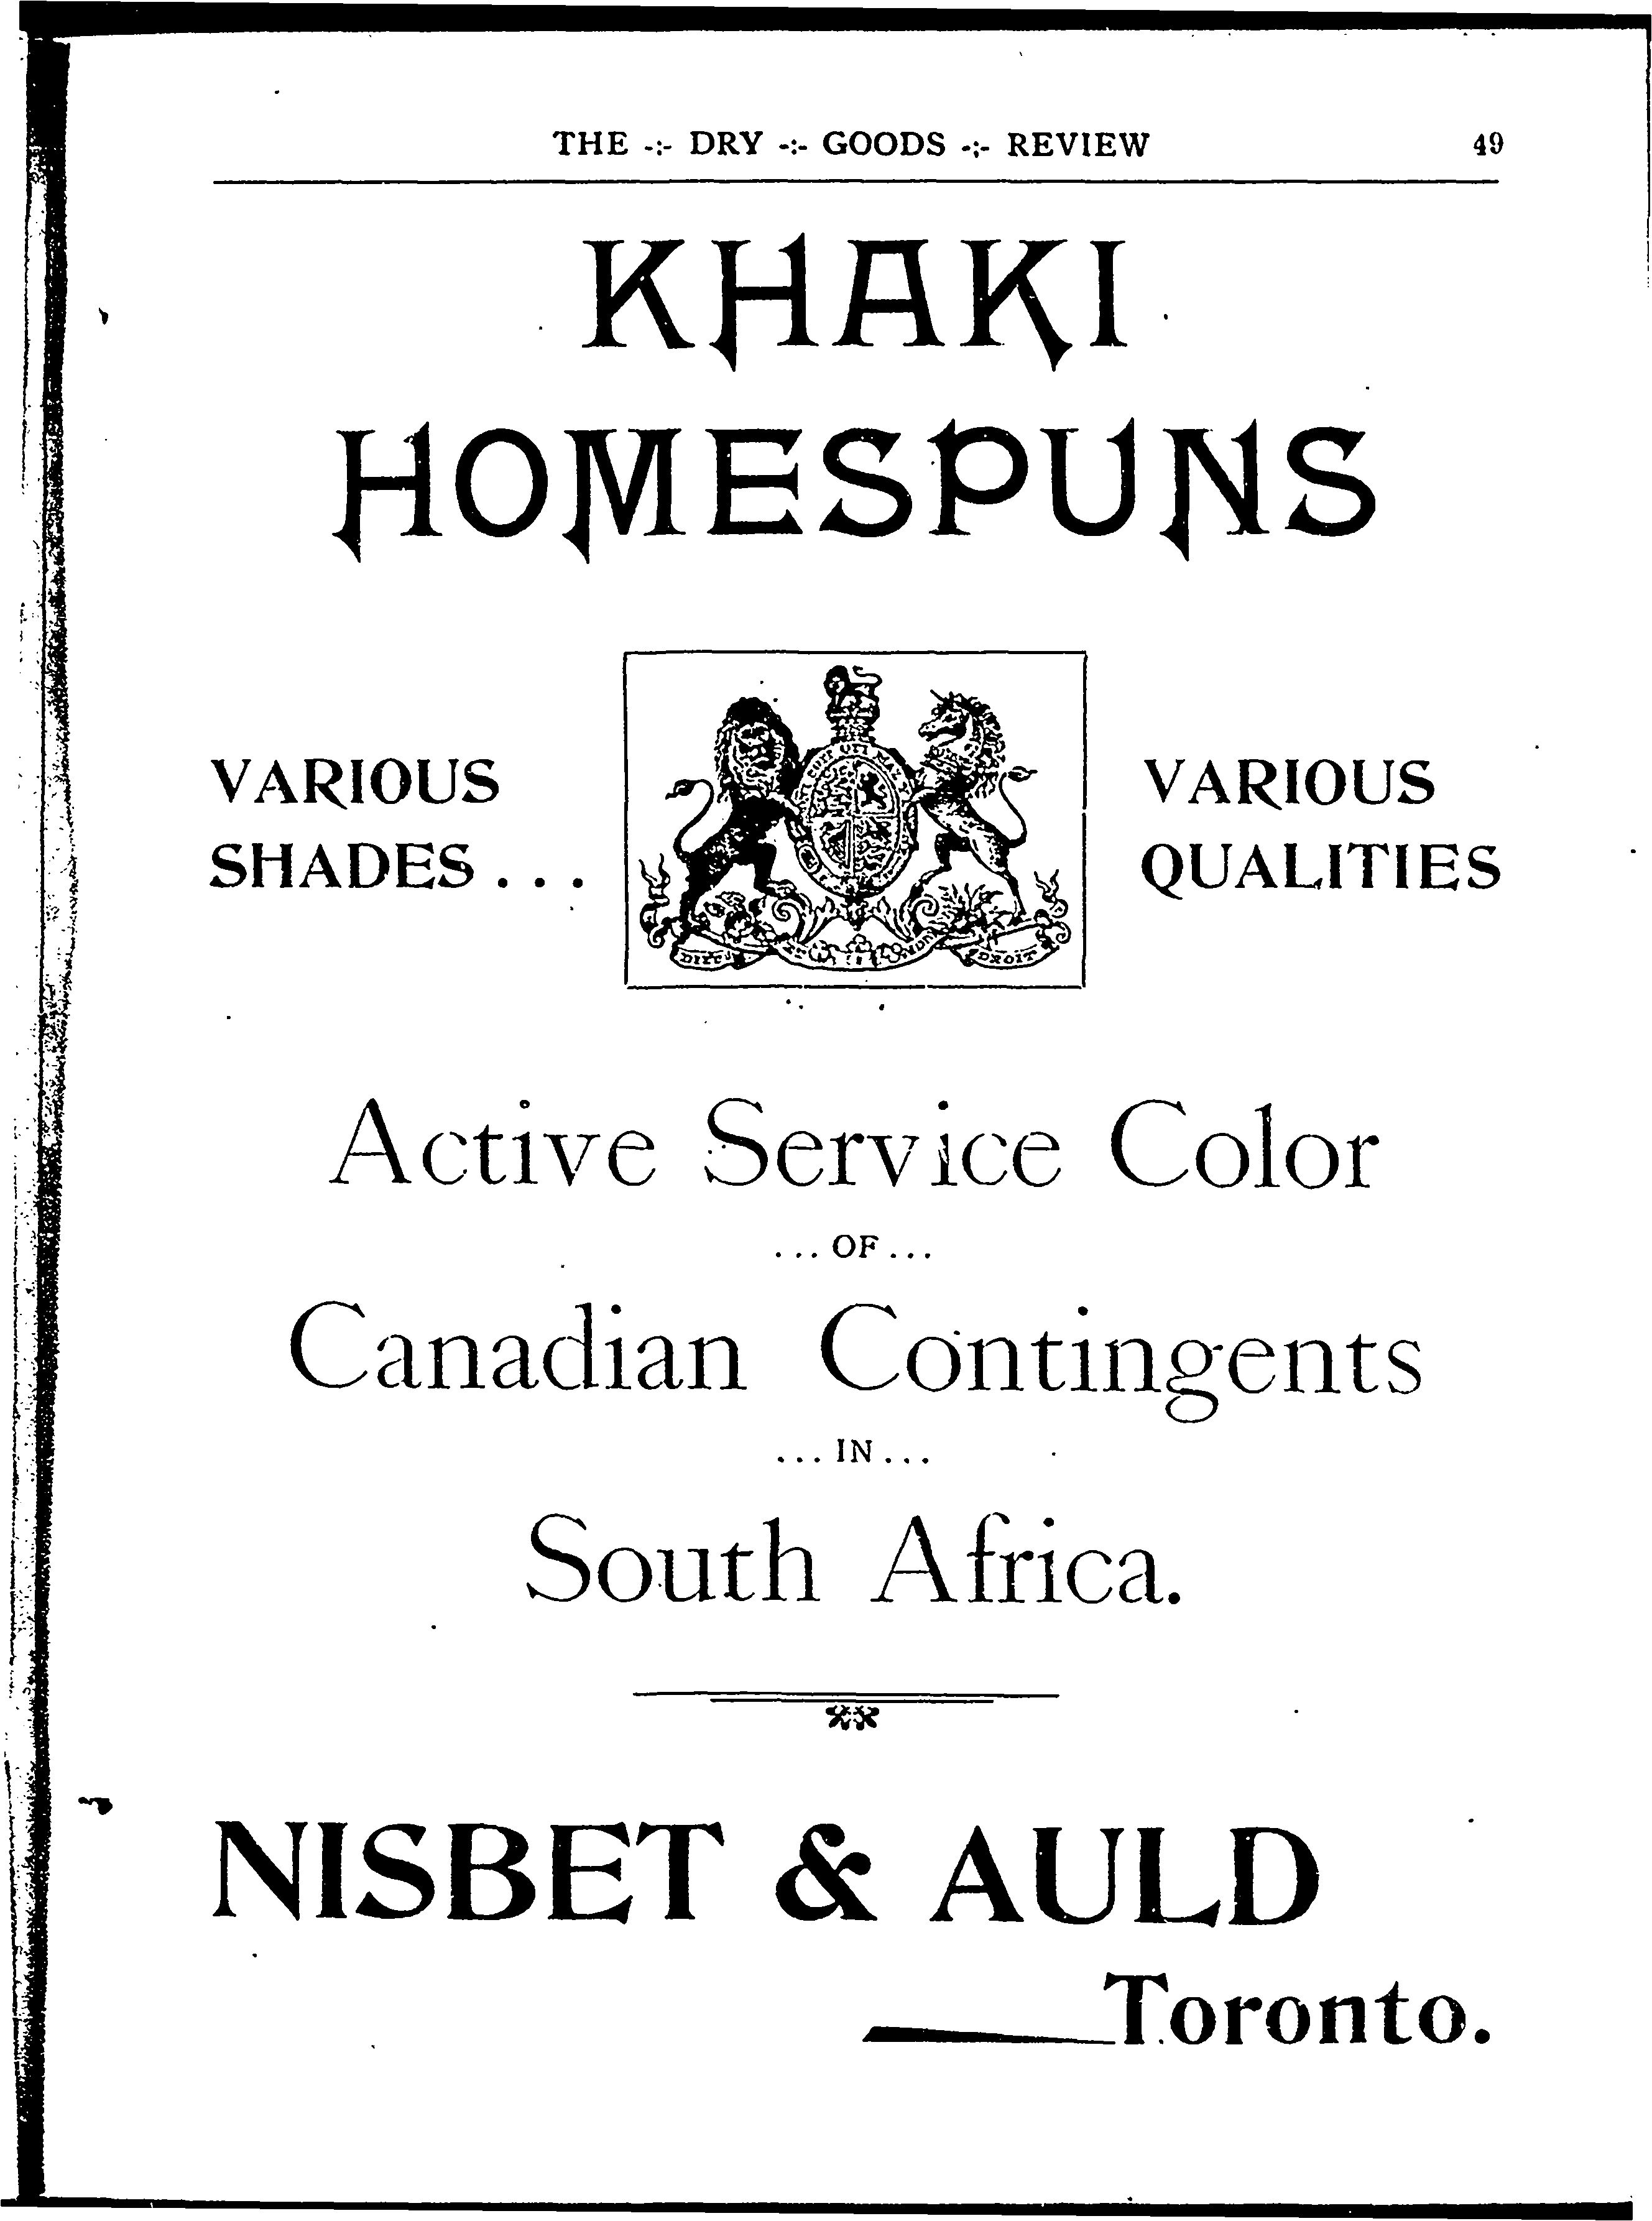 THE -:- DRY -:- GOODS -:- REVIEW 49
KHAKI
HOMESPUNS
VARIOUS
SHADES ...
VARIOUS
QUALITIES
DROIT
Active Service Color
... OF ...
Canadian Contingents
... IN ...
South Africa.
NISBET & AULD
Toronto.